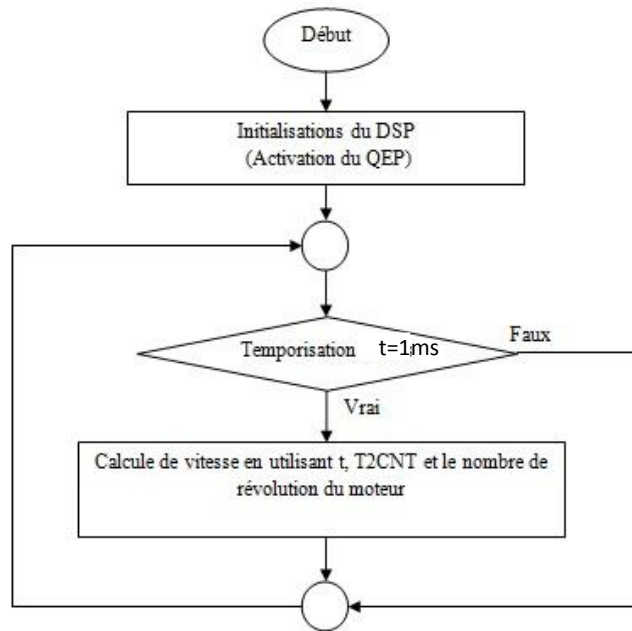 Début
Initialisations du DSP
(Activation du QEP)
Temporisation t=1ms
Faux
Vrai
Calcule de vitesse en utilisant t, T2CNT et le nombre de
révolution du moteur